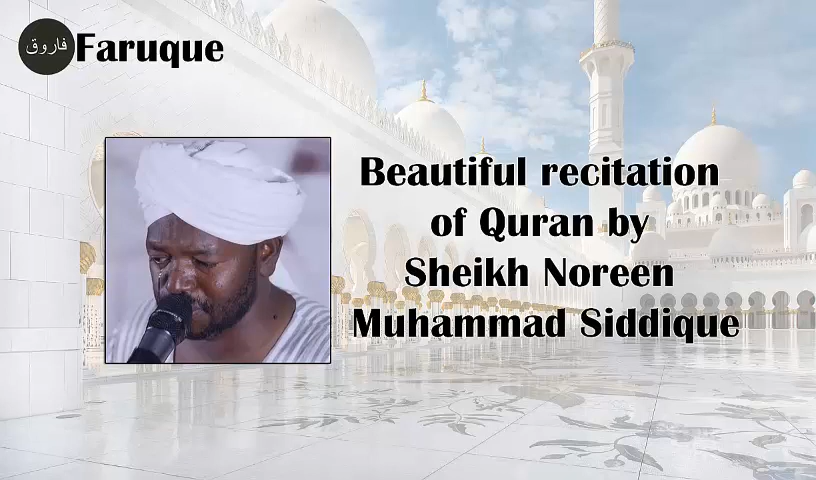 فاروق
Faruque
Beautiful recitation
of Quran by
Sheikh Noreen
Muhammad Siddique